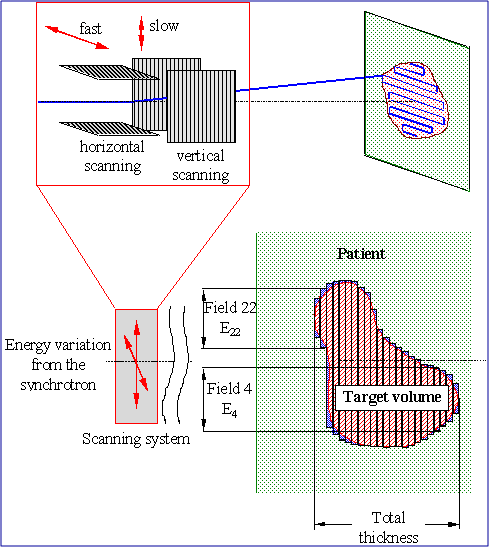 fast
slow
horizontal
scanning
vertical
scanning
Patient
Field 22
E22
Energy variation
from the
synchrotron
Field 4
E4
Target volume
Scanning system
Total
thickness